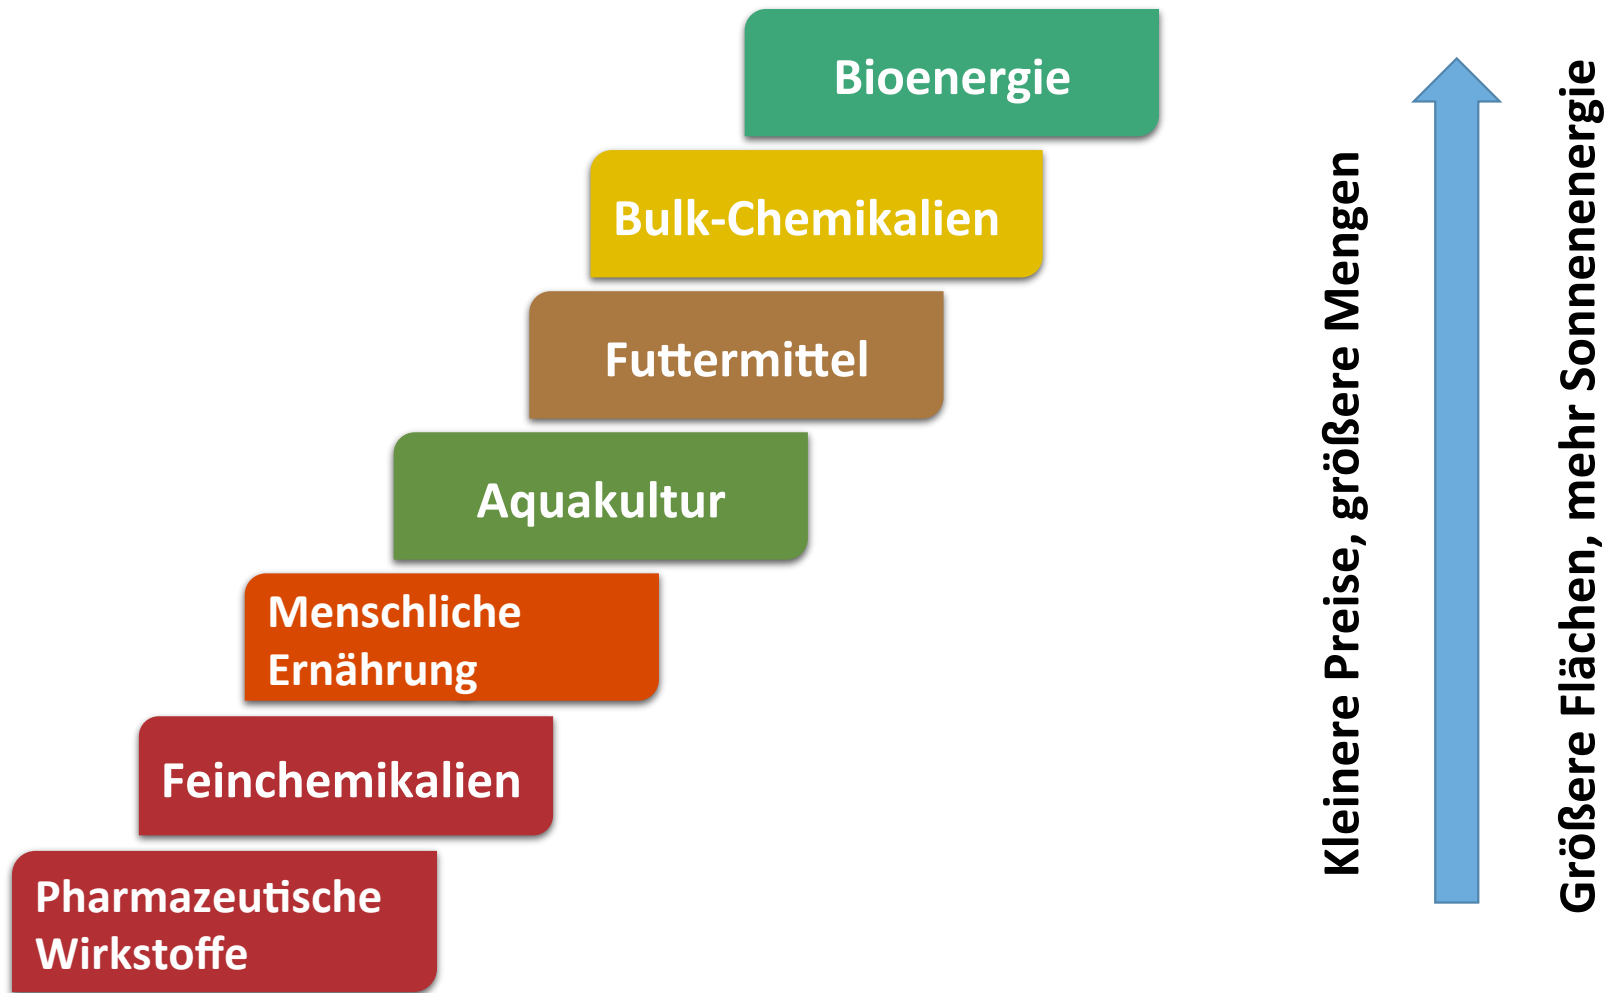 Bioenergie
Bulk-Chemikalien
Futtermittel
Aquakultur
Menschliche
Ernährung
Feinchemikalien
Pharmazeutische
Wirkstoffe
Kleinere Preise, größere Mengen
Größere Flächen, mehr Sonnenenergie